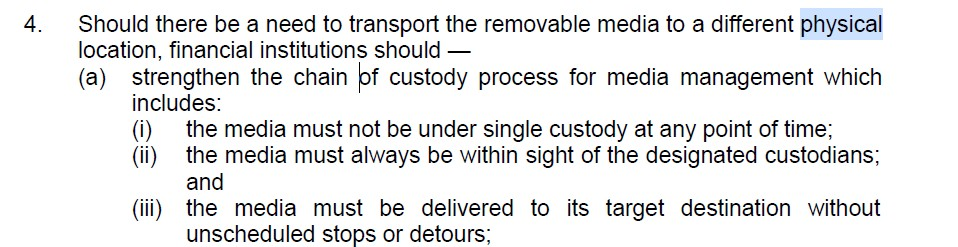 4. Should there be a need to transport the removable media to a different physical
location, financial institutions should —
(a) strengthen the chain of custody process for media management which
includes:
(i) the media must not be under single custody at any point of time;
(ii) the media must always be within sight of the designated custodians;
and
(iii) the media must be delivered to its target destination without
unscheduled stops or detours;